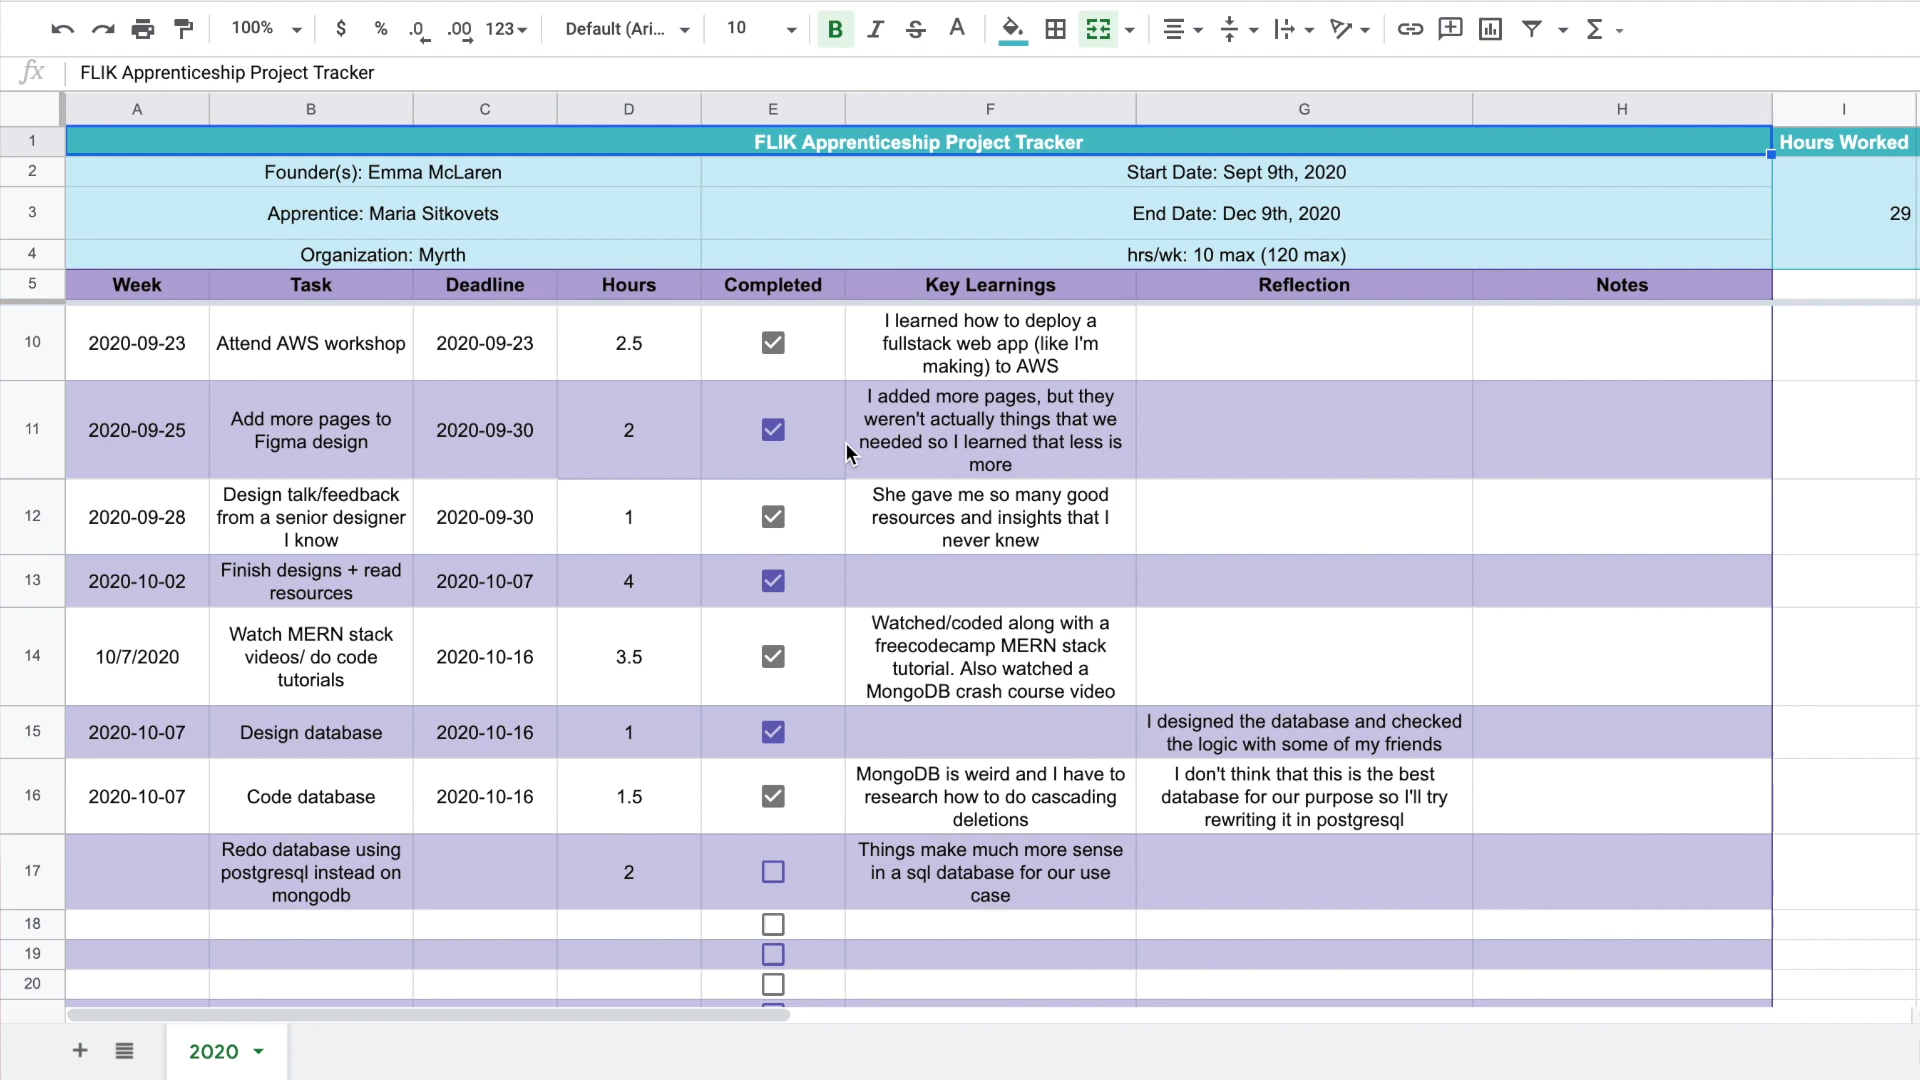 100%
$
%
.0
.00
123
Default (Ari...
10
B
I
S
A
Σ
fx
FLIK Apprenticeship Project Tracker
A B C D E F G H I
1
FLIK Apprenticeship Project Tracker
Hours Worked
2
Founder(s): Emma McLaren
Start Date: Sept 9th, 2020
3
Apprentice: Maria Sitkovets
End Date: Dec 9th, 2020
29
4
Organization: Myrth
hrs/wk: 10 max (120 max)
5
Week
Task
Deadline
Hours
Completed
Key Learnings
Reflection
Notes
10
2020-09-23
Attend AWS workshop
2020-09-23
2.5
I learned how to deploy a
fullstack web app (like I'm
making) to AWS
11
2020-09-25
Add more pages to
Figma design
2020-09-30
2
I added more pages, but they
weren't actually things that we
needed so I learned that less is
more
12
2020-09-28
Design talk/feedback
from a senior designer
I know
2020-09-30
1
She gave me so many good
resources and insights that I
never knew
13
2020-10-02
Finish designs + read
resources
2020-10-07
4
14
10/7/2020
Watch MERN stack
videos/ do code
tutorials
2020-10-16
3.5
Watched/coded along with a
freecodecamp MERN stack
tutorial. Also watched a
MongoDB crash course video
15
2020-10-07
Design database
2020-10-16
1
I designed the database and checked
the logic with some of my friends
16
2020-10-07
Code database
2020-10-16
1.5
MongoDB is weird and I have to
research how to do cascading
deletions
I don't think that this is the best
database for our purpose so I'll try
rewriting it in postgresql
17
Redo database using
postgresql instead on
mongodb
2
Things make much more sense
in a sql database for our use
case
18
19
20
2020